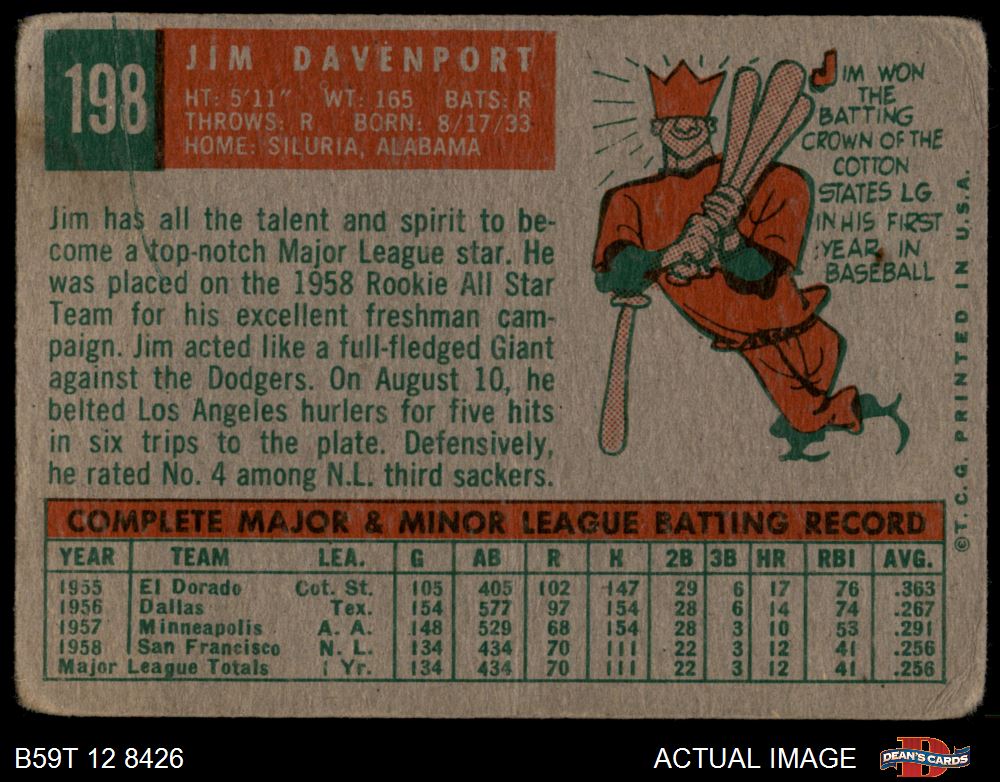 198
JIM DAVENPORT
HT: 5'11" WT: 165 BATS: R
THROWS: R BORN: 8/17/33
HOME: SILURIA, ALABAMA
Jim has all the talent and spirit to be-
come a top-notch Major League star. He
was placed on the 1958 Rookie All Star
Team for his excellent freshman cam-
paign. Jim acted like a full-fledged Giant
against the Dodgers. On August 10, he
belted Los Angeles hurlers for five hits
in six trips to the plate. Defensively,
he rated No. 4 among N.L. third sackers.
JIM WON
THE
BATTING
CROWN OF THE
COTTON
STATES LG.
IN HIS FIRST
YEAR IN
BASEBALL
©T. C. G. PRINTED IN U.S.A.
COMPLETE MAJOR & MINOR LEAGUE BATTING RECORD
YEAR TEAM LEA. G AB R H 2B 3B HR RBI AVG.
1955 El Dorado Cot. St. 105 405 102 147 29 6 17 76 .363
1956 Dallas Tex. 154 577 97 154 28 6 14 74 .267
1957 Minneapolis A. A. 148 529 68 154 28 3 10 53 .291
1958 San Francisco N. L. 134 434 70 111 22 3 12 41 .256
Major League Totals 1 Yr. 134 434 70 111 22 3 12 41 .256
B59T 12 8426
ACTUAL IMAGE
DEAN'S CARDS